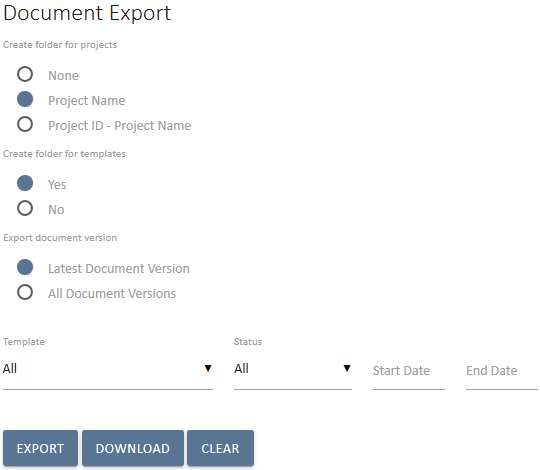 Document Export
Create folder for projects
None
Project Name
Project ID - Project Name
Create folder for templates
Yes
No
Export document version
Latest Document Version
All Document Versions
Template Status
All All Start Date End Date
EXPORT DOWNLOAD CLEAR